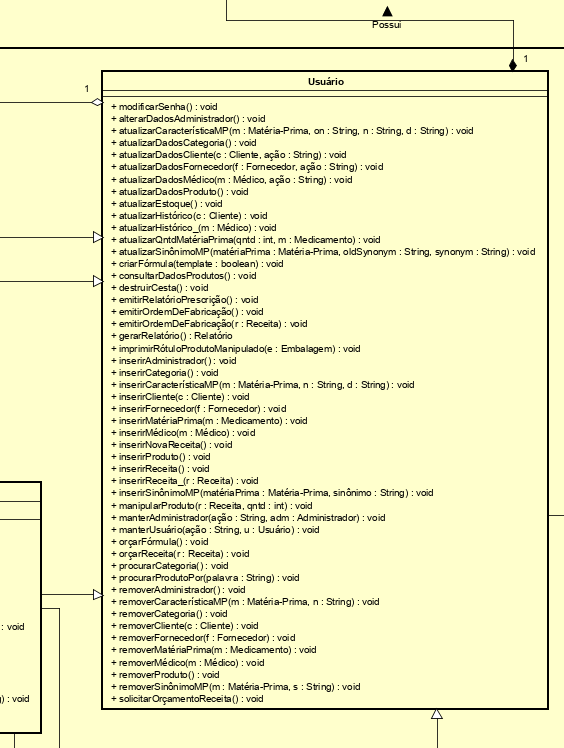 Possui
1
1
Usuário
+ modificarSenha() : void
+ alterarDadosAdministrador() : void
+ atualizarCaracterísticaMP(m : Matéria-Prima, on : String, n : String, d : String) : void
+ atualizarDadosCategoria() : void
+ atualizarDadosCliente(c : Cliente, ação : String) : void
+ atualizarDadosFornecedor(f : Fornecedor, ação : String) : void
+ atualizarDadosMédico(m : Médico, ação : String) : void
+ atualizarDadosProduto() : void
+ atualizarEstoque() : void
+ atualizarHistórico(c : Cliente) : void
+ atualizarHistórico_(m : Médico) : void
+ atualizarQntdMatériaPrima(qntd : int, m : Medicamento) : void
+ atualizarSinônimoMP(matériaPrima : Matéria-Prima, oldSynonym : String, synonym : String) : void
+ criarFórmula(template : boolean) : void
+ consultarDadosProdutos() : void
+ destruirCesta() : void
+ emitirRelatórioPrescrição() : void
+ emitirOrdemDeFabricação() : void
+ emitirOrdemDeFabricação(r : Receita) : void
+ gerarRelatório() : Relatório
+ imprimirRótuloProdutoManipulado(e : Embalagem) : void
+ inserirAdministrador() : void
+ inserirCategoria() : void
+ inserirCaracterísticaMP(m : Matéria-Prima, n : String, d : String) : void
+ inserirCliente(c : Cliente) : void
+ inserirFornecedor(f : Fornecedor) : void
+ inserirMatériaPrima(m : Medicamento) : void
+ inserirMédico(m : Médico) : void
+ inserirNovaReceita() : void
+ inserirProduto() : void
+ inserirReceita() : void
+ inserirReceita_(r : Receita) : void
+ inserirSinônimoMP(matériaPrima : Matéria-Prima, sinônimo : String) : void
+ manipularProduto(r : Receita, qntd : int) : void
+ manterAdministrador(ação : String, adm : Administrador) : void
+ manterUsuário(ação : String, u : Usuário) : void
+ orçarFórmula() : void
+ orçarReceita(r : Receita) : void
+ procurarCategoria() : void
+ procurarProdutoPor(palavra : String) : void
+ removerAdministrador() : void
+ removerCaracterísticaMP(m : Matéria-Prima, n : String) : void
+ removerCategoria() : void
+ removerCliente(c : Cliente) : void
: void
+ removerFornecedor(f : Fornecedor) : void
+ removerMatériaPrima(m : Medicamento) : void
+ removerMédico(m : Médico) : void
+ removerProduto() : void
+ removerSinônimoMP(m : Matéria-Prima, s : String) : void
+ solicitarOrçamentoReceita() : void
) : void